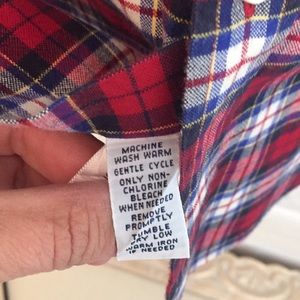 MACHINE
WASH WARM
GENTLE CYCLE
ONLY NON-
CHLORINE
BLEACH
WHEN NEEDED
REMOVE
PROMPTLY
TUMBLE
DRY LOW
WARM IRON
IF NEEDED